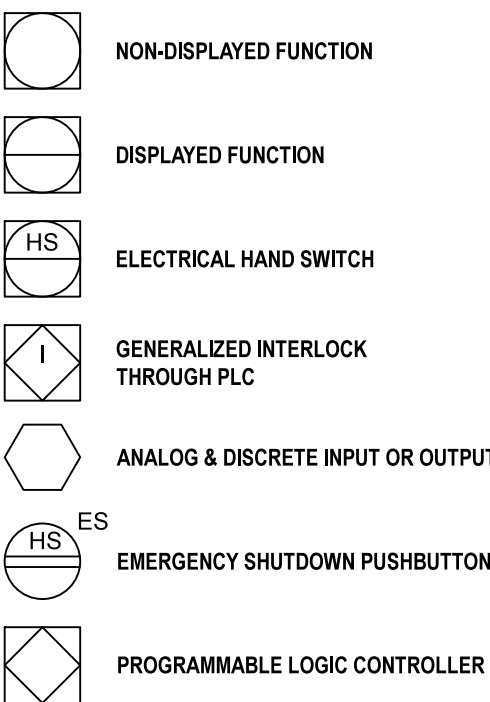 NON-DISPLAYED FUNCTION
DISPLAYED FUNCTION
HS
ELECTRICAL HAND SWITCH
I
GENERALIZED INTERLOCK
THROUGH PLC
ANALOG & DISCRETE INPUT OR OUTPUT
ES
HS
EMERGENCY SHUTDOWN PUSHBUTTON
PROGRAMMABLE LOGIC CONTROLLER